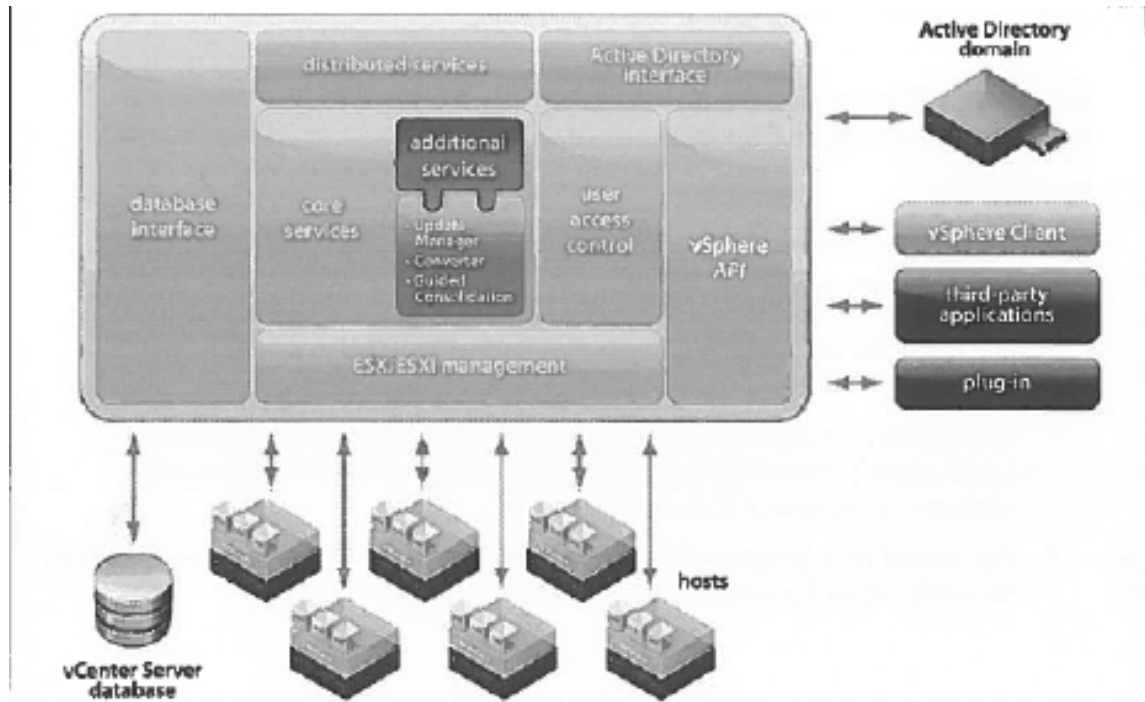 distributed services
Active Directory
interface
Active Directory
domain
additional
services
database
interface
core
services
• Update
Manager
• Converter
• Guided
Consolidation
user
access
control
vSphere
API
vSphere Client
third-party
applications
plug-in
ESX/ESXi management
hosts
vCenter Server
database